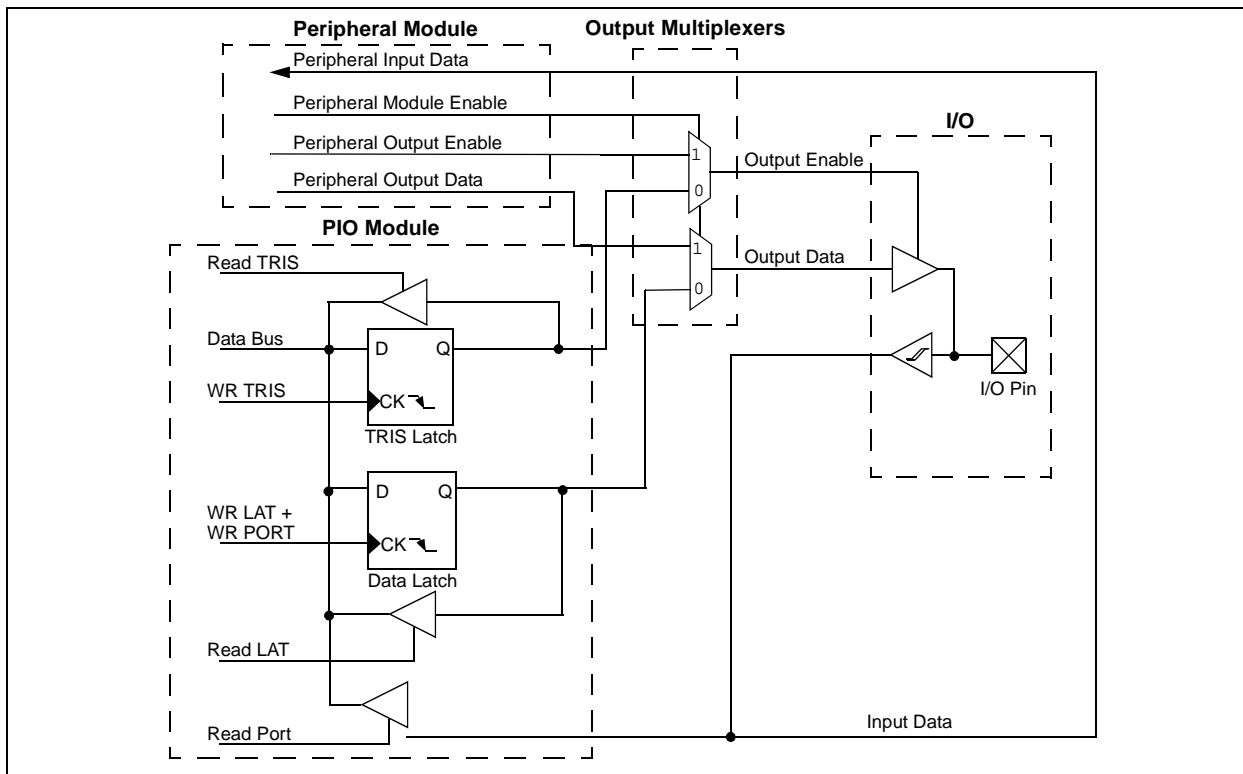 Peripheral Module
Output Multiplexers
Peripheral Input Data
Peripheral Module Enable
Peripheral Output Enable
Peripheral Output Data
1
0
Output Enable
I/O
PIO Module
1
0
Output Data
Read TRIS
Data Bus
D
Q
WR TRIS
CK
TRIS Latch
I/O Pin
D
Q
WR LAT +
WR PORT
CK
Data Latch
Read LAT
Read Port
Input Data